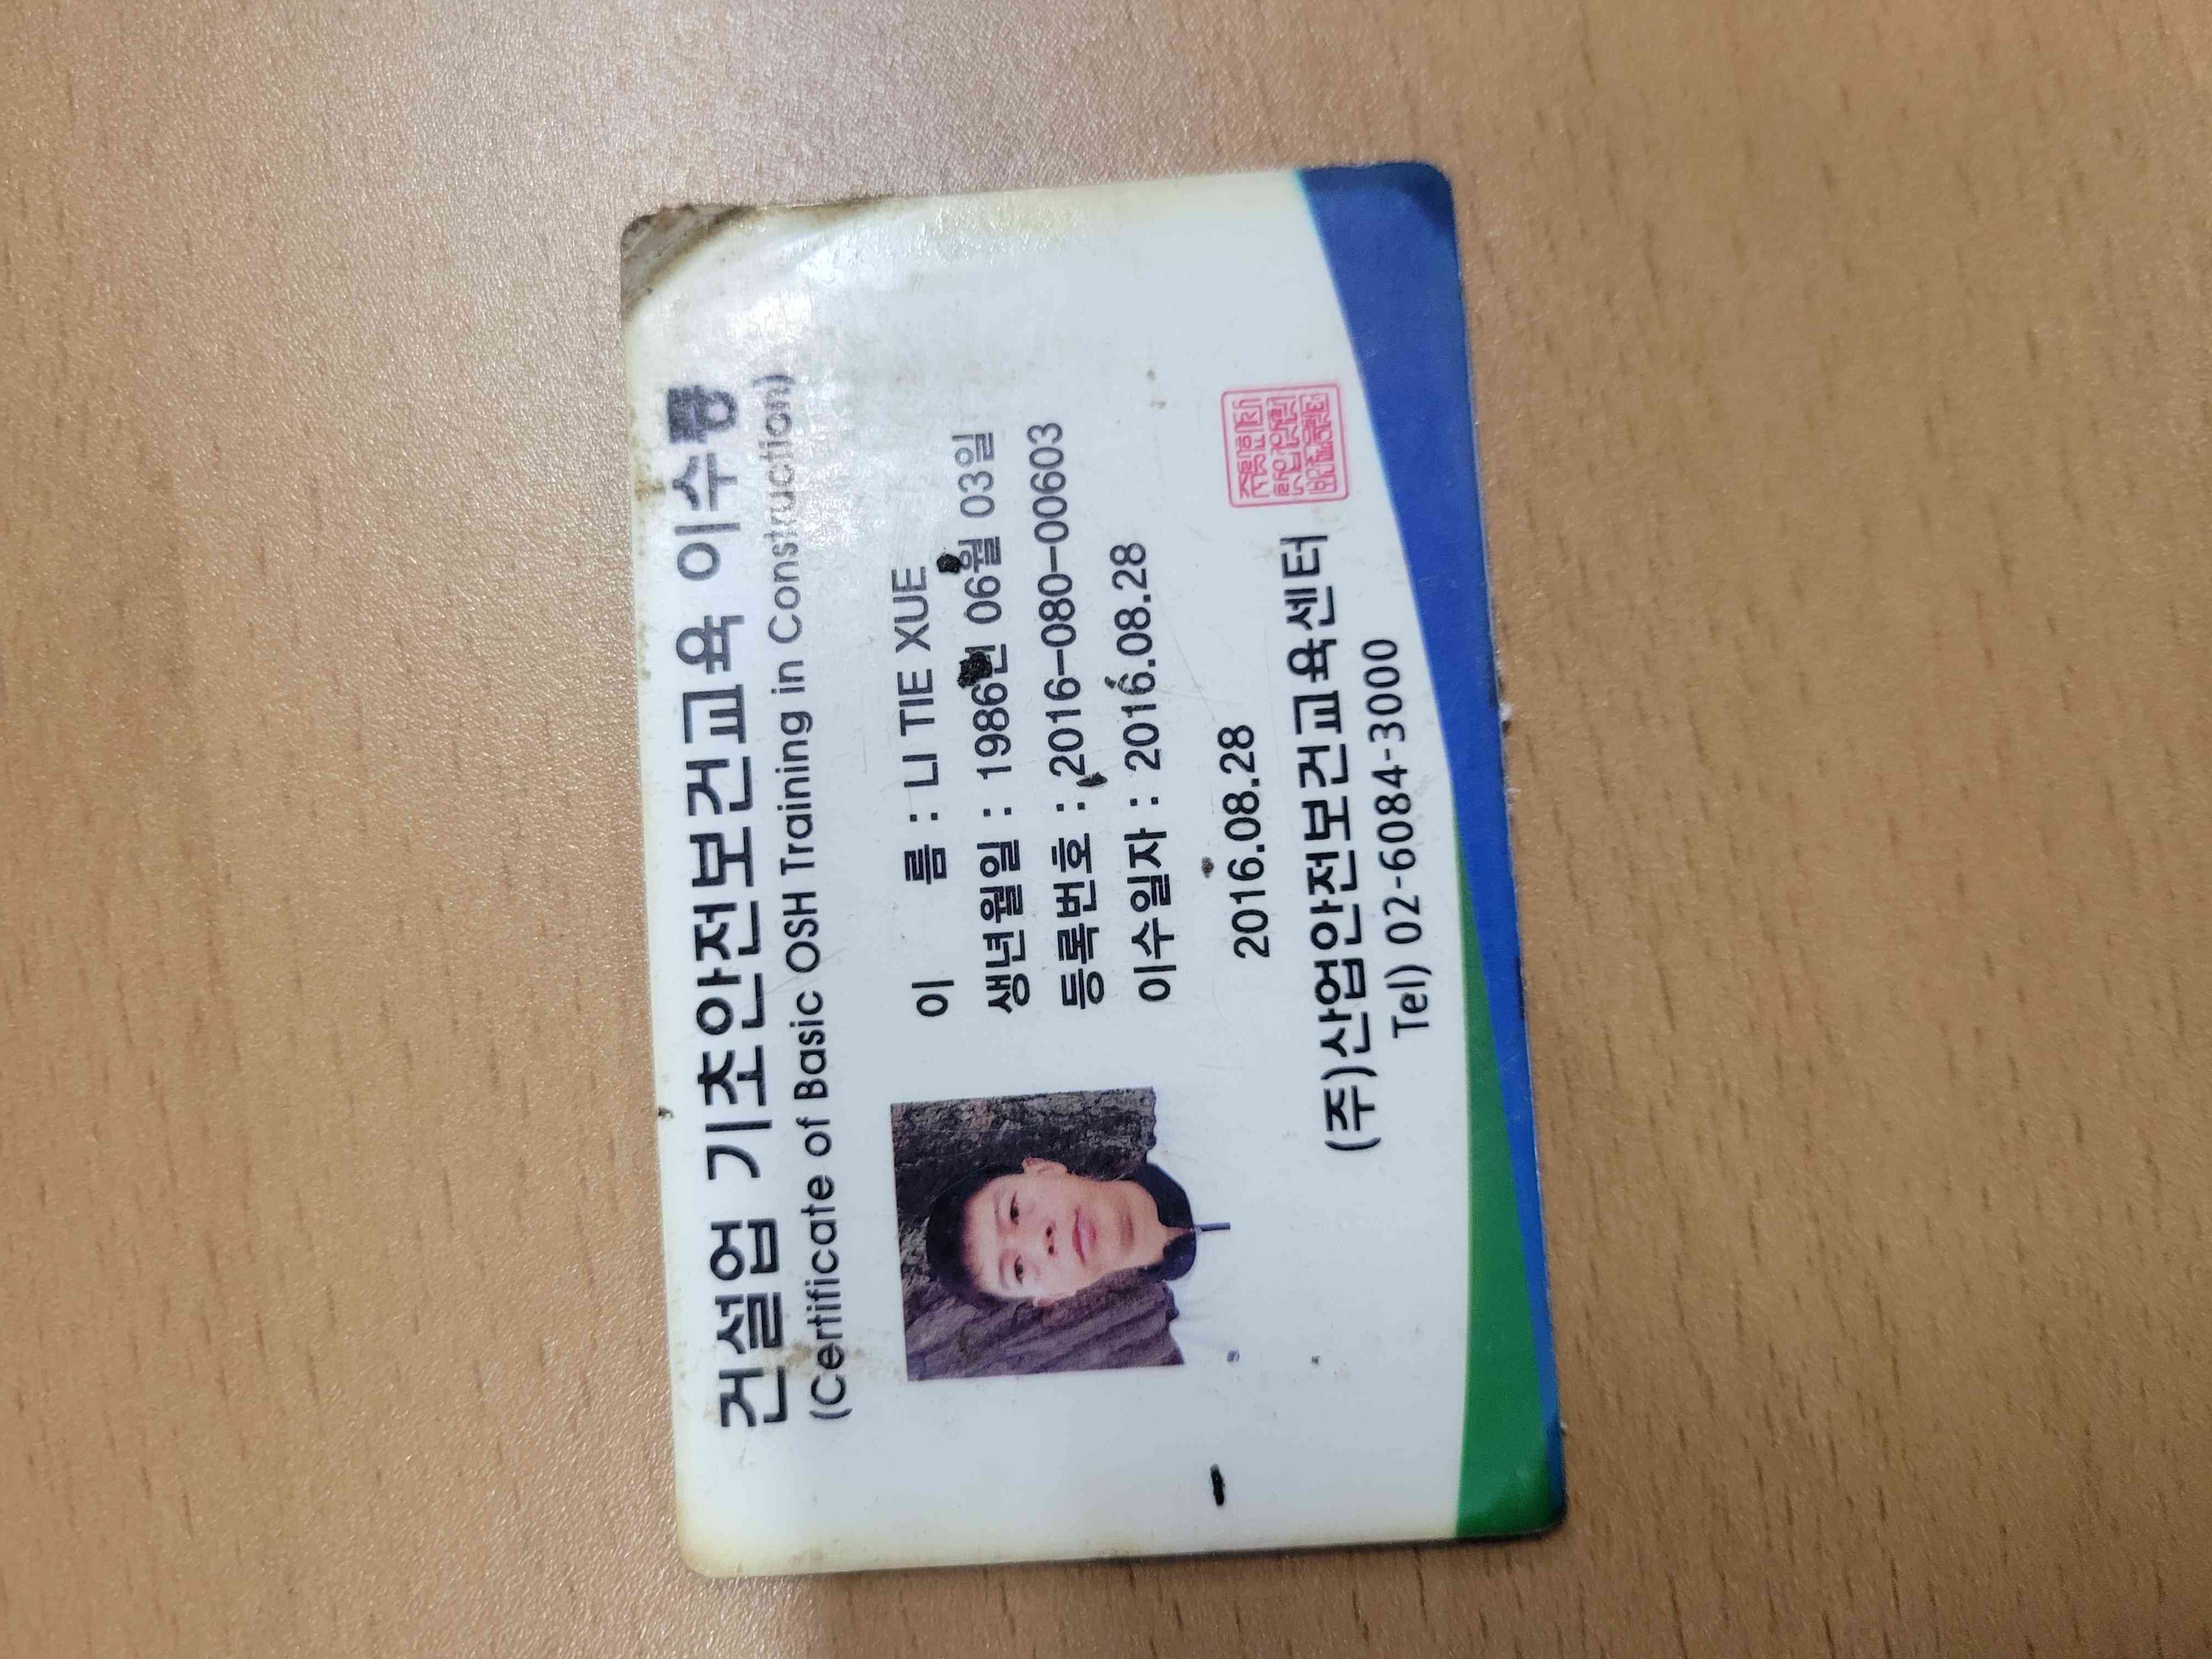 건설업 기초안전보건교육 이수증
(Certificate of Basic OSH Training in Construction)
이 름 : LI TIE XUE
생년월일 : 1986년 06월 03일
등록번호 : 2016-080-006603
이수일자 : 2016.08.28
2016.08.28
(주)산업안전보건교육센터
Tel) 02-6084-3000